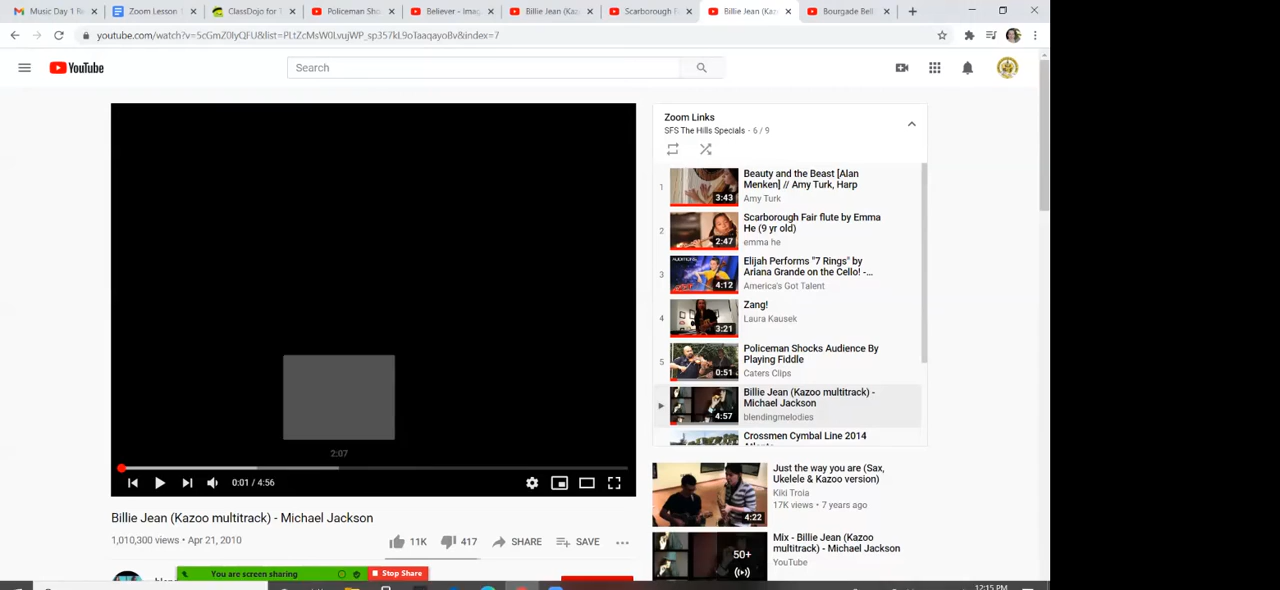 Music Day 1 Re
Zoom Lesson
ClassDojo for T
Policeman Sho
Believer - Imag
Billie Jean (Kaz
Scarborough F
Billie Jean (Kaz
Bourgade Bell
youtube.com/watch?v=5cGmZ0IyQFU&list=PLtZcMsW0LvujWP_sp357kL9oTaaqayoBv&index=7
YouTube
Search
Zoom Links
SFS The Hills Specials - 6 / 9
1
Beauty and the Beast [Alan
Menken] // Amy Turk, Harp
Amy Turk
3:43
2
Scarborough Fair flute by Emma
He (9 yr old)
emma he
2:47
3
Elijah Performs "7 Rings" by
Ariana Grande on the Cello! -...
America's Got Talent
4:12
4
Zang!
Laura Kausek
3:21
5
Policeman Shocks Audience By
Playing Fiddle
Caters Clips
0:51
Billie Jean (Kazoo multitrack) -
Michael Jackson
blendingmelodies
4:57
Crossmen Cymbal Line 2014
2:07
0:01 / 4:56
Billie Jean (Kazoo multitrack) - Michael Jackson
1,010,300 views • Apr 21, 2010
11K
417
SHARE
SAVE
Just the way you are (Sax,
Ukelele & Kazoo version)
Kiki Troia
17K views • 7 years ago
4:22
Mix - Billie Jean (Kazoo
multitrack) - Michael Jackson
YouTube
50+
You are screen sharing
Stop Share
12:15 PM